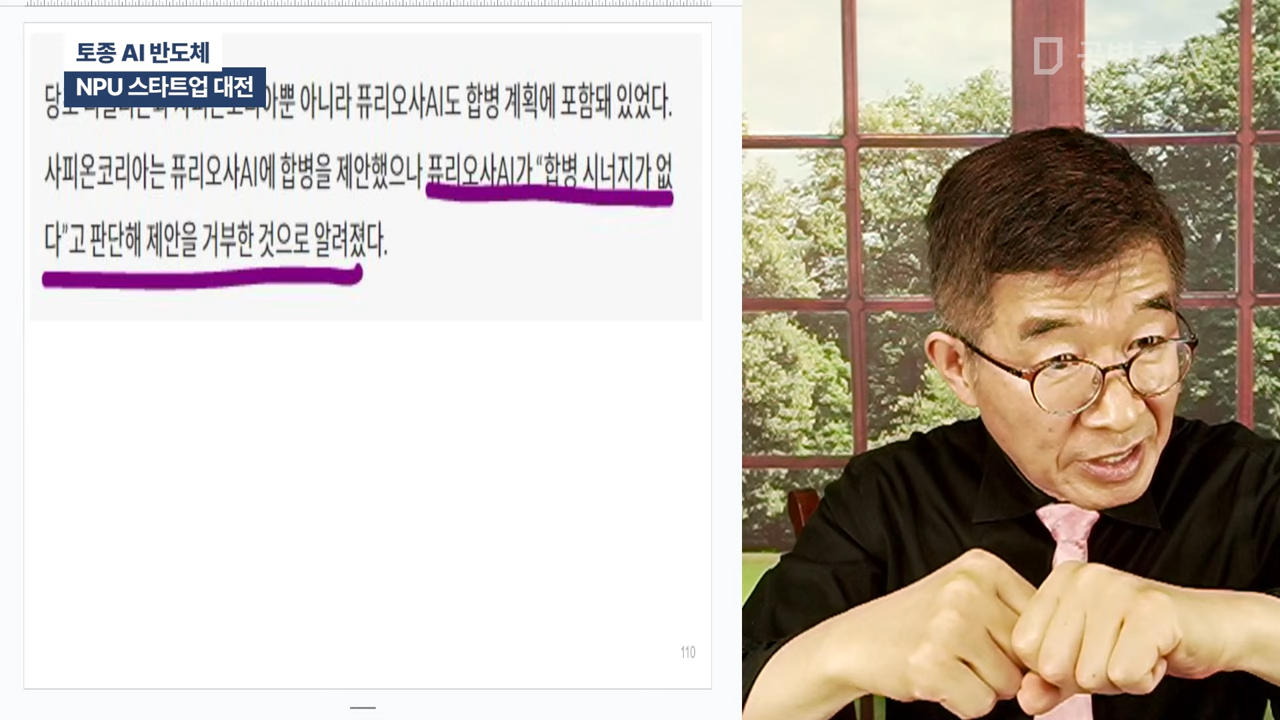 토종 AI 반도체
NPU 스타트업 대전
아니라 퓨리오사AI도 합병 계획에 포함돼 있었다.
사피온코리아는 퓨리오사AI에 합병을 제안했으나 퓨리오사AI가 “합병 시너지가 없
다”고 판단해 제안을 거부한 것으로 알려졌다.
110